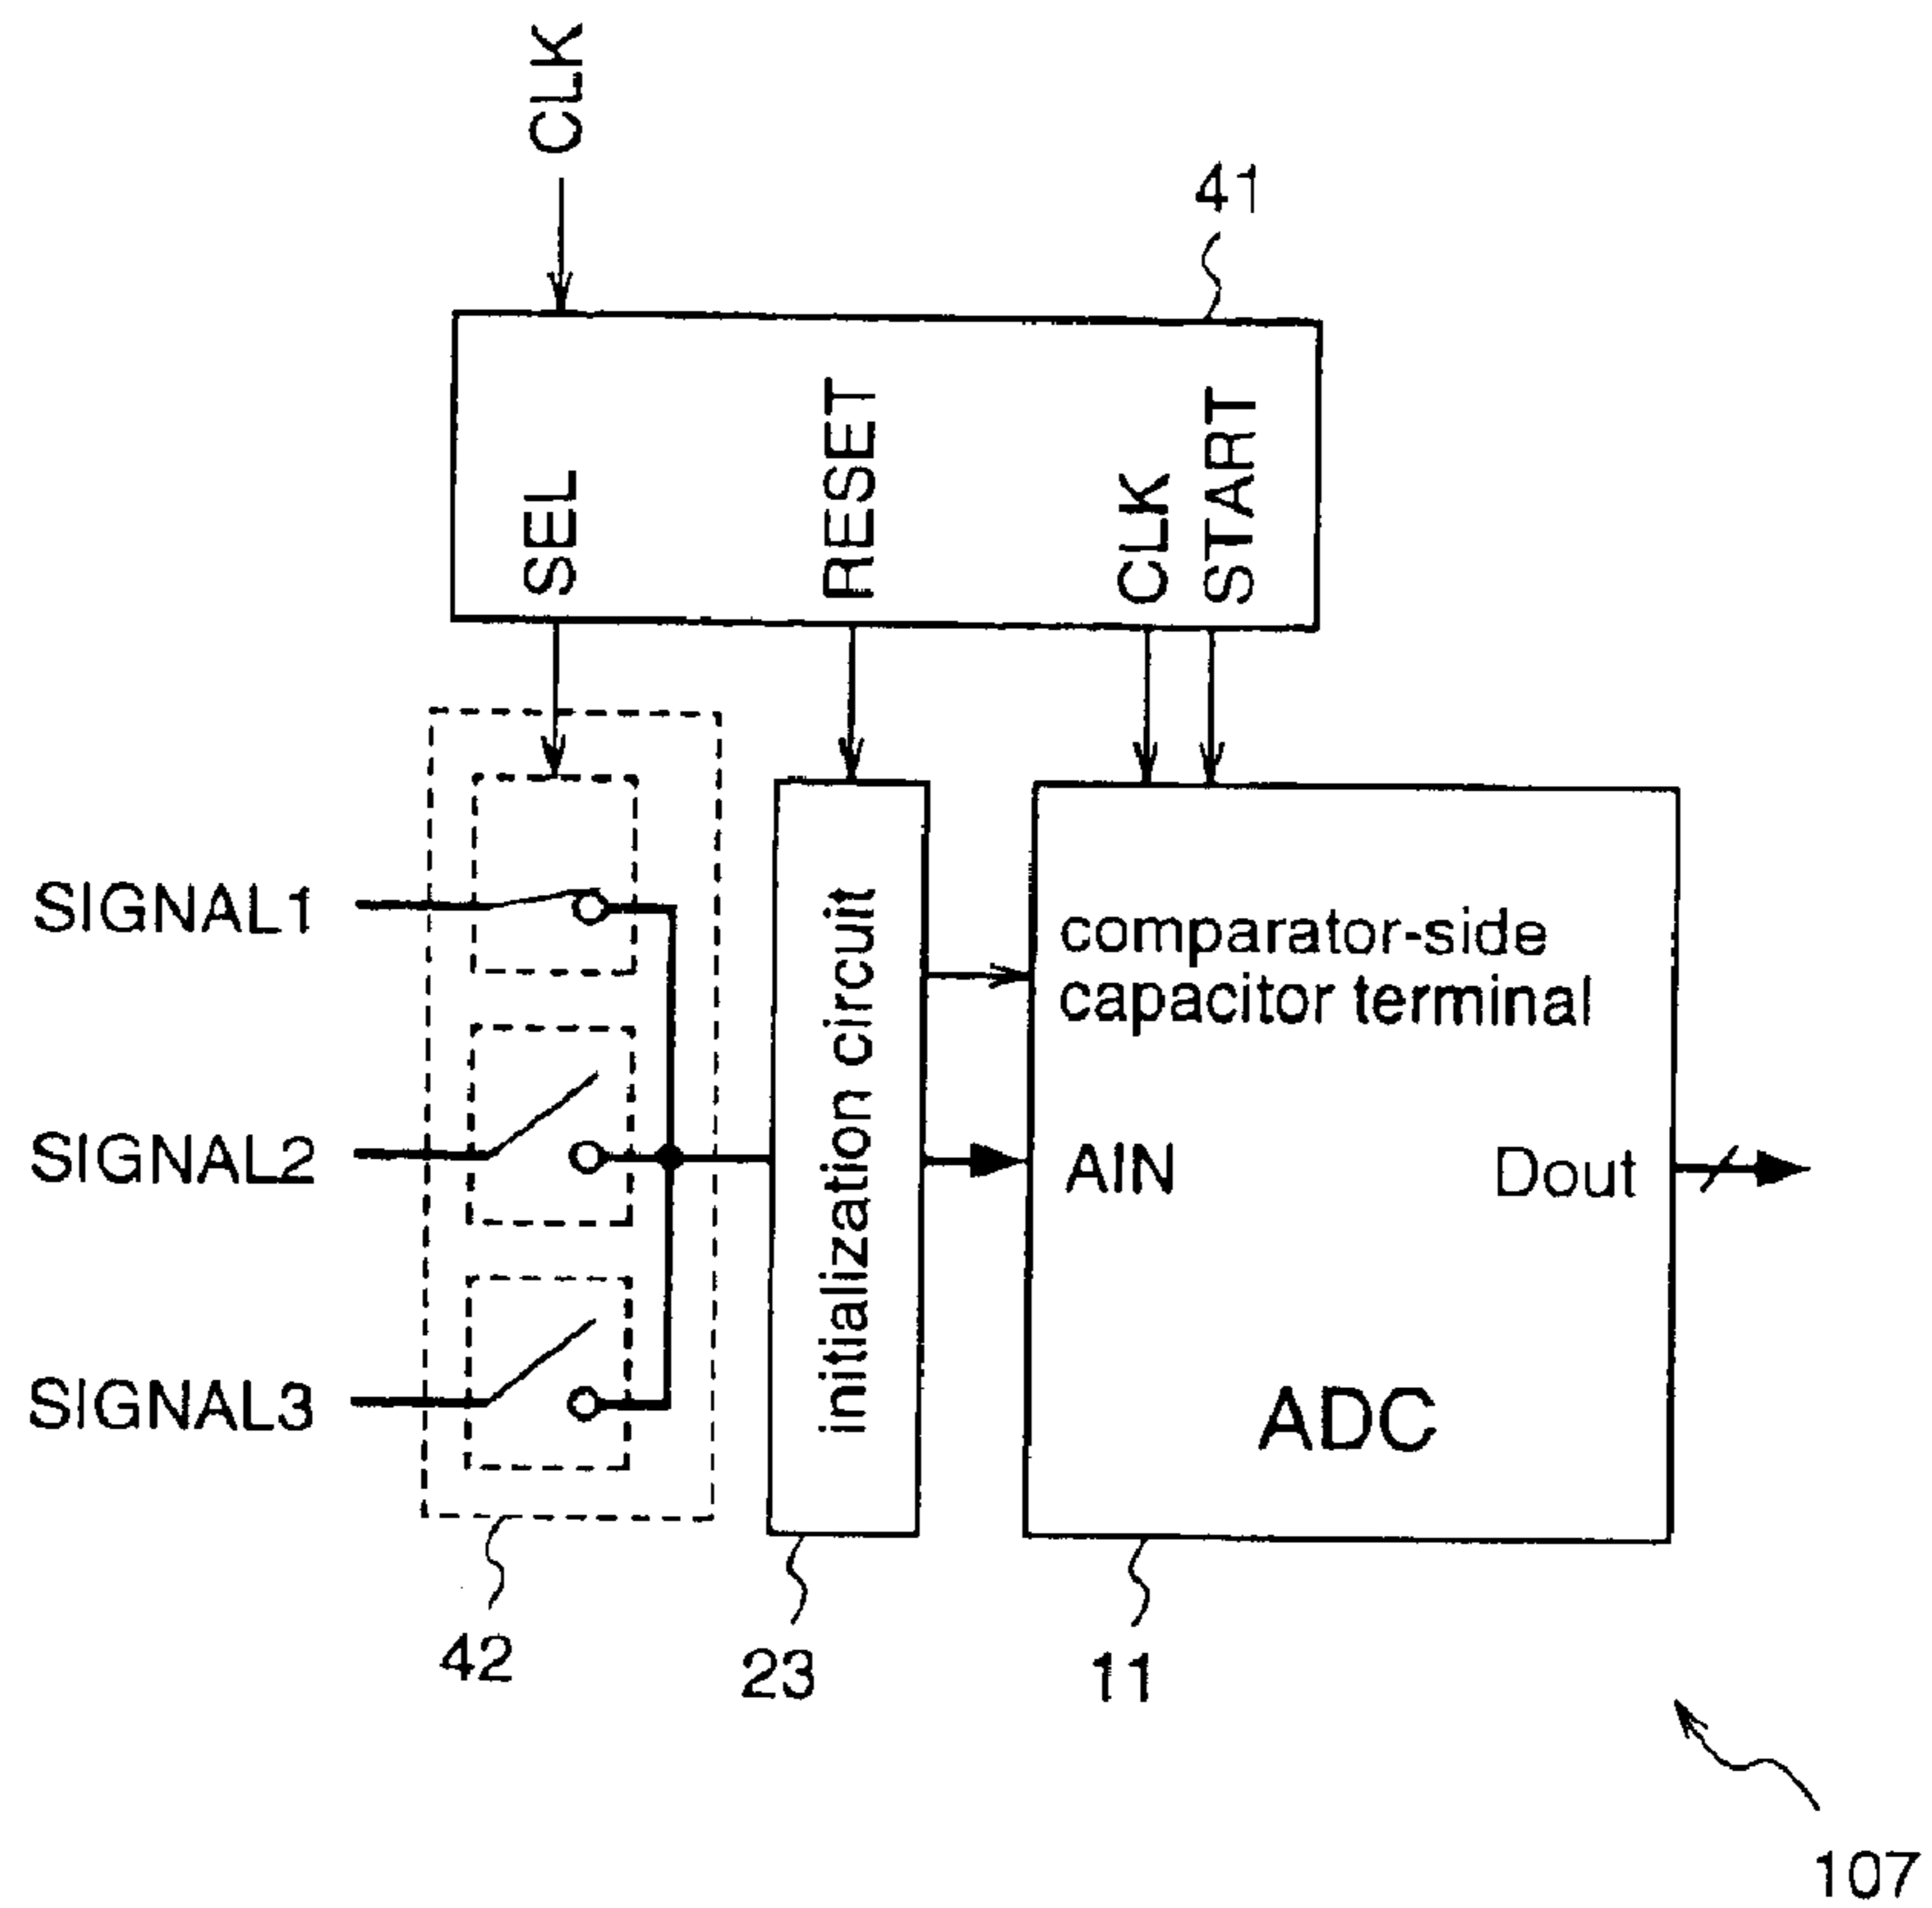 CLK
41
SEL
RESET
CLK
START
SIGNAL1
SIGNAL2
SIGNAL3
initialization circuit
comparator-side
capacitor terminal
AIN
Dout
ADC
42
23
11
107